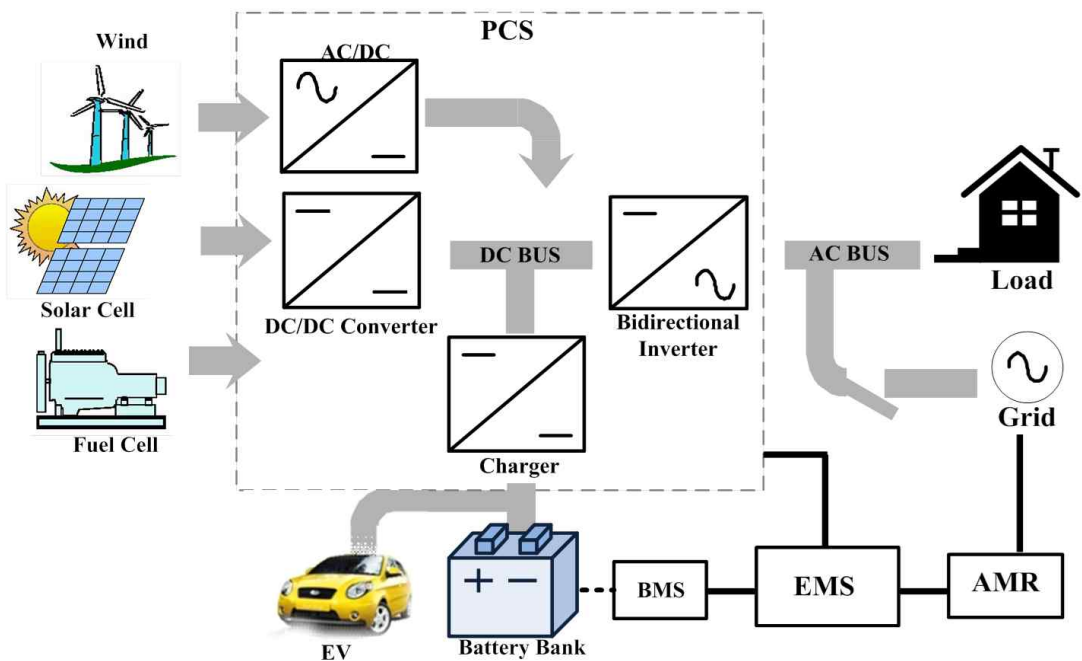 Wind
PCS
AC/DC
Solar Cell
DC/DC Converter
DC BUS
Bidirectional
Inverter
AC BUS
Load
Fuel Cell
Charger
Grid
EV
+ −
Battery Bank
BMS
EMS
AMR